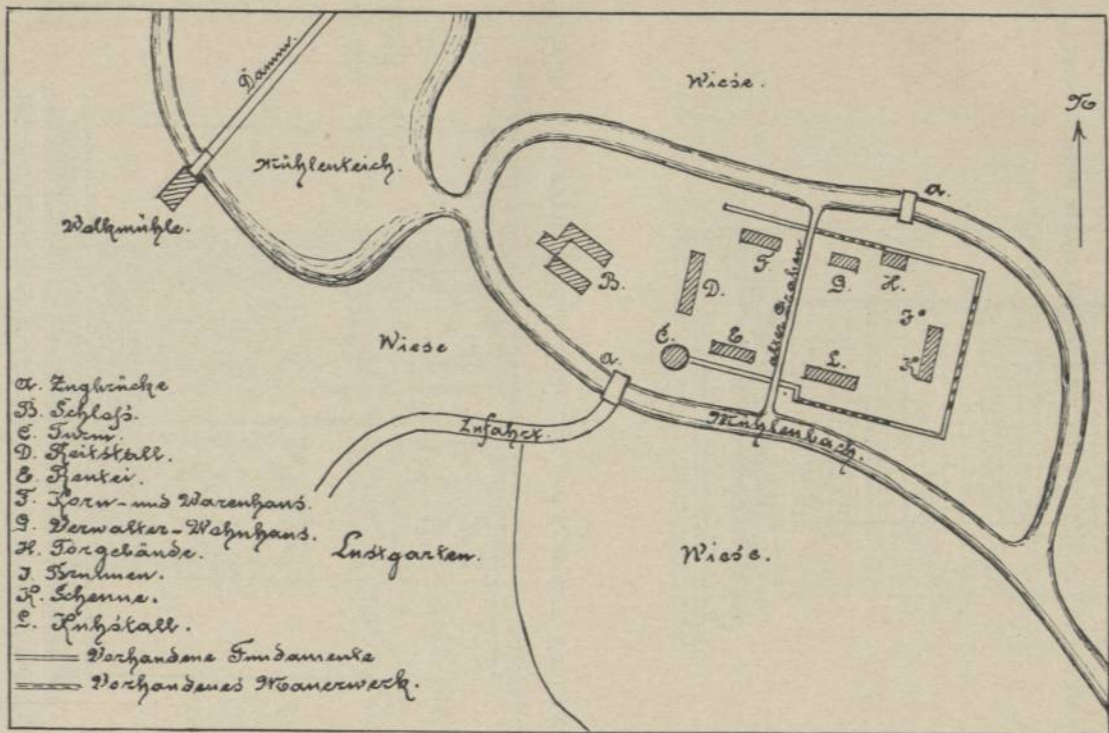 Damm.
Wiese.
N
Mühlenteich.
Walkmühle.
a.
F.
alter Graben
G.
H.
B.
D.
J°
Wiese
C.
E.
L.
K.
a.
Zufahrt.
Mühlenbach.
a. Zugbrücke
B. Schloß.
C. Turm.
D. Reitstall.
E. Rentei.
F. Korn- und Warenhaus.
G. Verwalter-Wohnhaus.
H. Torgebäude.
J. Brunnen.
K. Scheune.
L. Kuhstall.
Lustgarten.
Wiese.
Vorhandene Fundamente
Vorhandenes Mauerwerk.